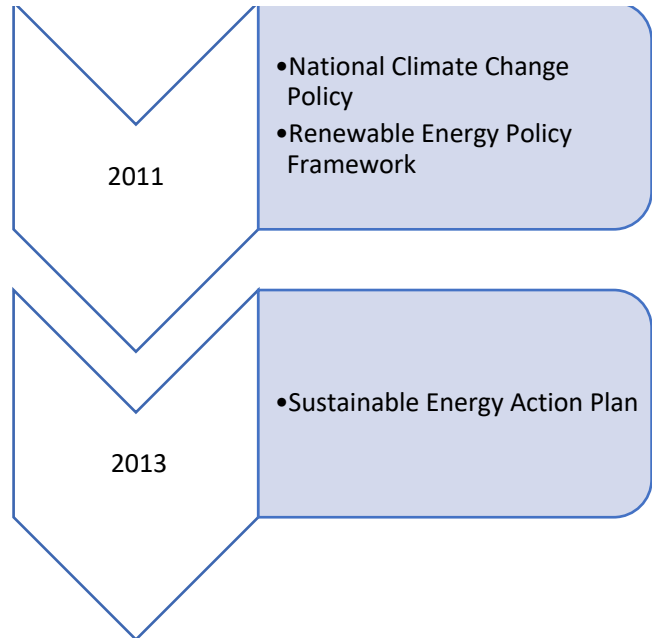 2011
•National Climate Change
Policy
•Renewable Energy Policy
Framework
2013
•Sustainable Energy Action Plan